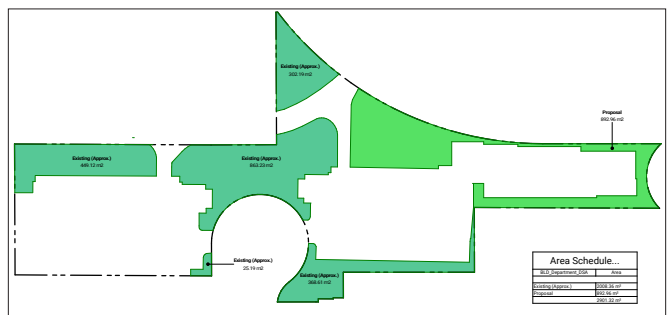 Existing (Approx.)
302.19 m2
Proposal
892.96 m²
Existing (Approx.)
449.12 m2
Existing (Approx.)
863.23 m2
Existing (Approx.)
25.19 m2
Existing (Approx.)
368.61 m2
Area Schedule...
BLD_Department_DSA Area
Existing (Approx.) 2008.36 m²
Proposal 892.96 m²
2901.32 m²